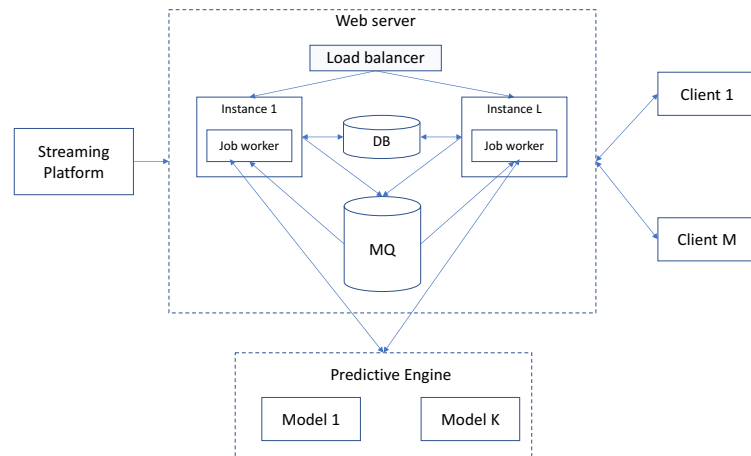 Web server
Load balancer
Instance 1
Instance L
Job worker
DB
Job worker
Streaming
Platform
Client 1
MQ
Client M
Predictive Engine
Model 1
Model K